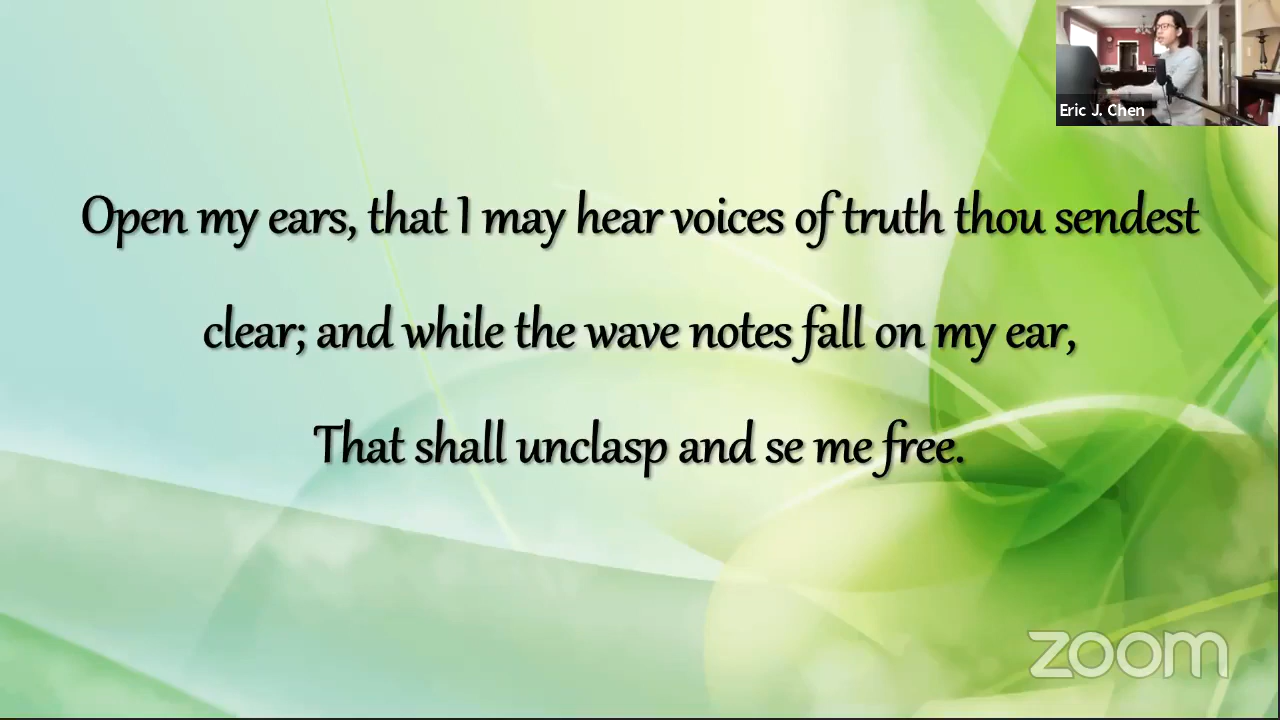 Eric J. Chen
Open my ears, that I may hear voices of truth thou sendest
clear; and while the wave notes fall on my ear,
That shall unclasp and se me free.
zoom